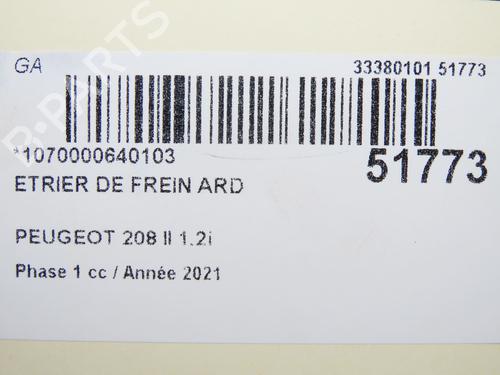 GA
33380101 51773
*1070000640103
51773
ETRIER DE FREIN ARD
PEUGEOT 208 II 1.2i
Phase 1 cc / Année 2021
B-PARTS